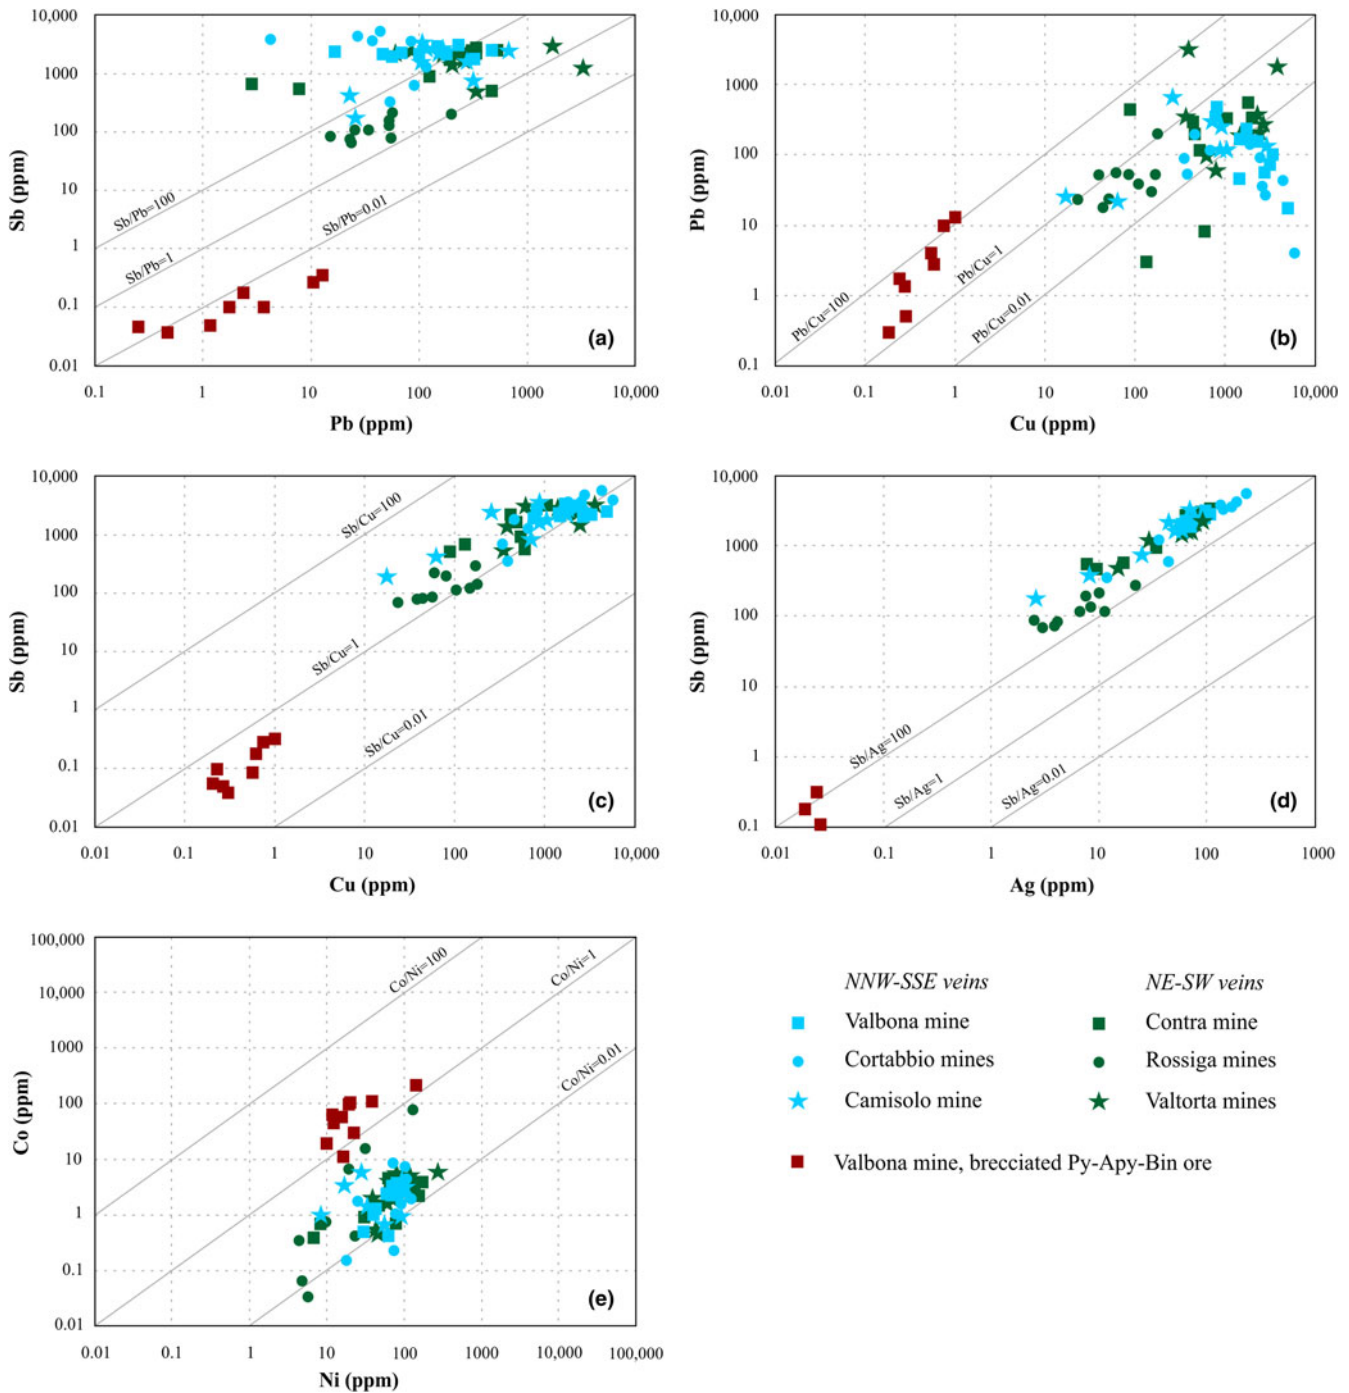 10,000
1000
100
10
1
0.1
0.01
Sb (ppm)
Sb/Pb=100
Sb/Pb=1
Sb/Pb=0.01
(a)
0.1
1
10
100
1000
10,000
Pb (ppm)
10,000
1000
100
10
1
0.1
Pb (ppm)
Pb/Cu=100
Pb/Cu=1
Pb/Cu=0.01
(b)
0.01
0.1
1
10
100
1000
10,000
Cu (ppm)
10,000
1000
100
10
1
0.1
0.01
Sb (ppm)
Sb/Cu=100
Sb/Cu=1
Sb/Cu=0.01
(c)
0.01
0.1
1
10
100
1000
10,000
Cu (ppm)
10,000
1000
100
10
1
0.1
Sb (ppm)
Sb/Ag=100
Sb/Ag=1
Sb/Ag=0.01
(d)
0.01
0.1
1
10
100
1000
Ag (ppm)
100,000
10,000
1000
100
10
1
0.1
0.01
Co (ppm)
Co/Ni=100
Co/Ni=1
Co/Ni=0.01
(e)
0.01
0.1
1
10
100
1000
10,000
100,000
Ni (ppm)
NNW-SSE veins
Valbona mine
Cortabbio mines
Camisolo mine
NE-SW veins
Contra mine
Rossiga mines
Valtorta mines
Valbona mine, brecciated Py-Apy-Bin ore